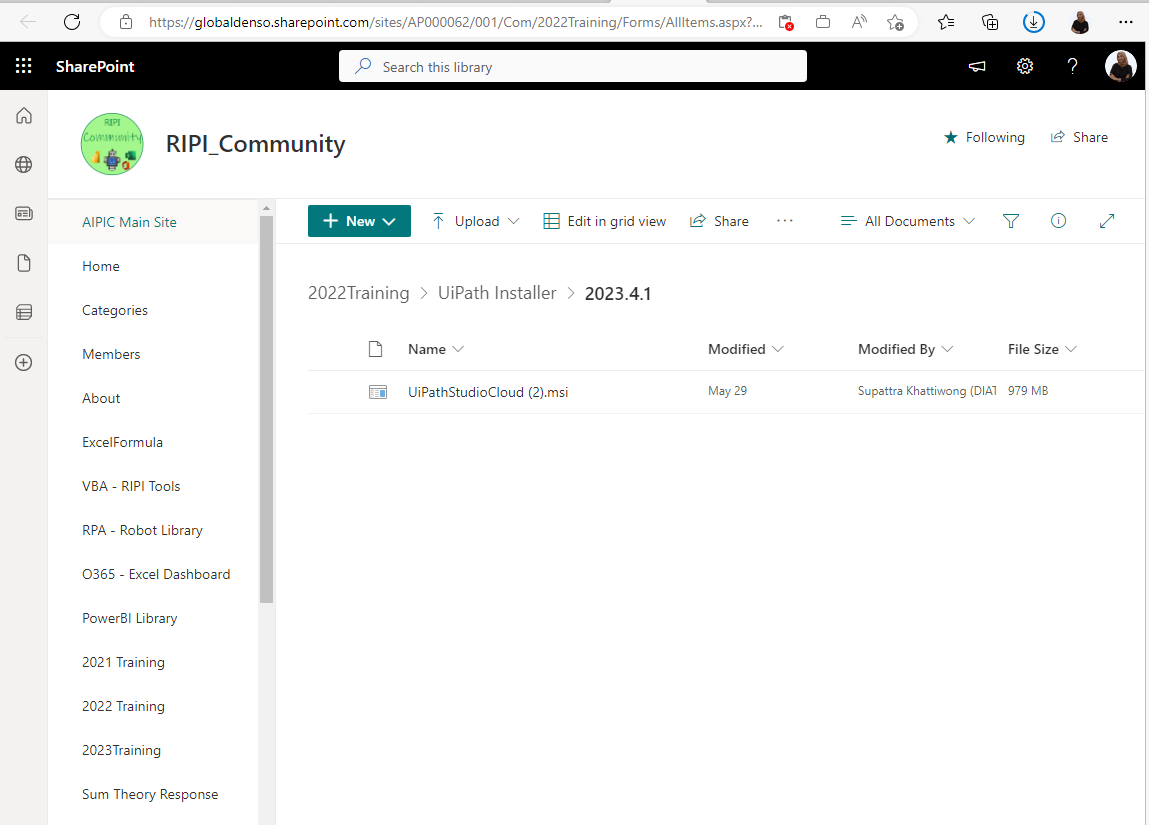 https://globaldenso.sharepoint.com/sites/AP000062/001/Com/2022Training/Forms/AllItems.aspx?...
SharePoint
Search this library
?
RIPI
Community
RIPI_Community
Following
Share
AIPIC Main Site
Home
Categories
Members
About
ExcelFormula
VBA - RIPI Tools
RPA - Robot Library
O365 - Excel Dashboard
PowerBI Library
2021 Training
2022 Training
2023Training
Sum Theory Response
New
Upload
Edit in grid view
Share
...
All Documents
2022Training > UiPath Installer > 2023.4.1
Name Modified Modified By File Size
UiPathStudioCloud (2).msi May 29 Supattra Khattiwong (DIAT 979 MB